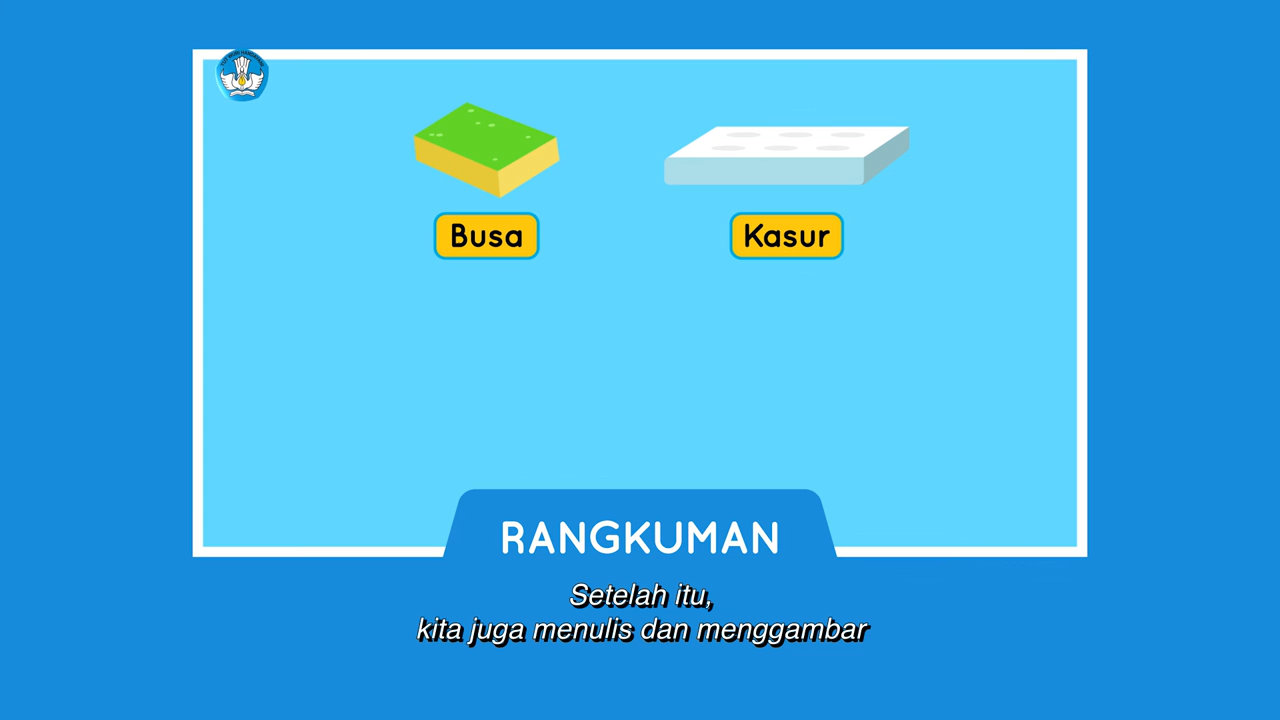 Busa
Kasur
RANGKUMAN
Setelah itu,
kita juga menulis dan menggambar